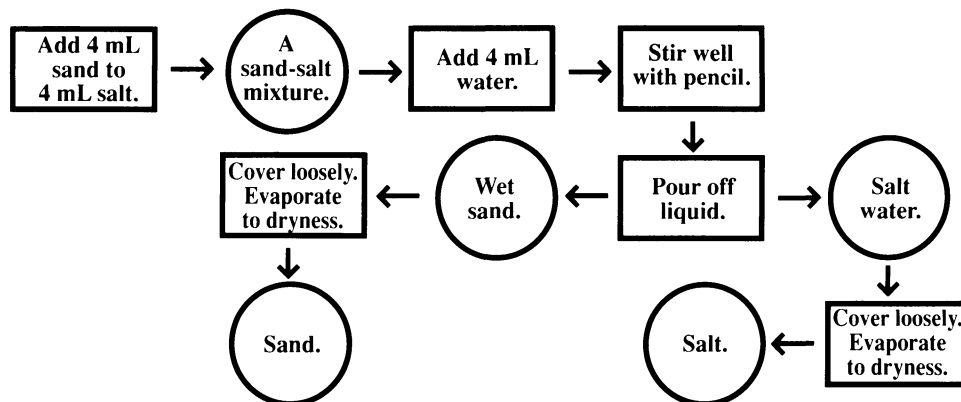 Add 4 mL
sand to
4 mL salt.
A
sand-salt
mixture.
Add 4 mL
water.
Stir well
with pencil.
Pour off
liquid.
Wet
sand.
Cover loosely.
Evaporate
to dryness.
Sand.
Salt
water.
Cover loosely.
Evaporate
to dryness.
Salt.